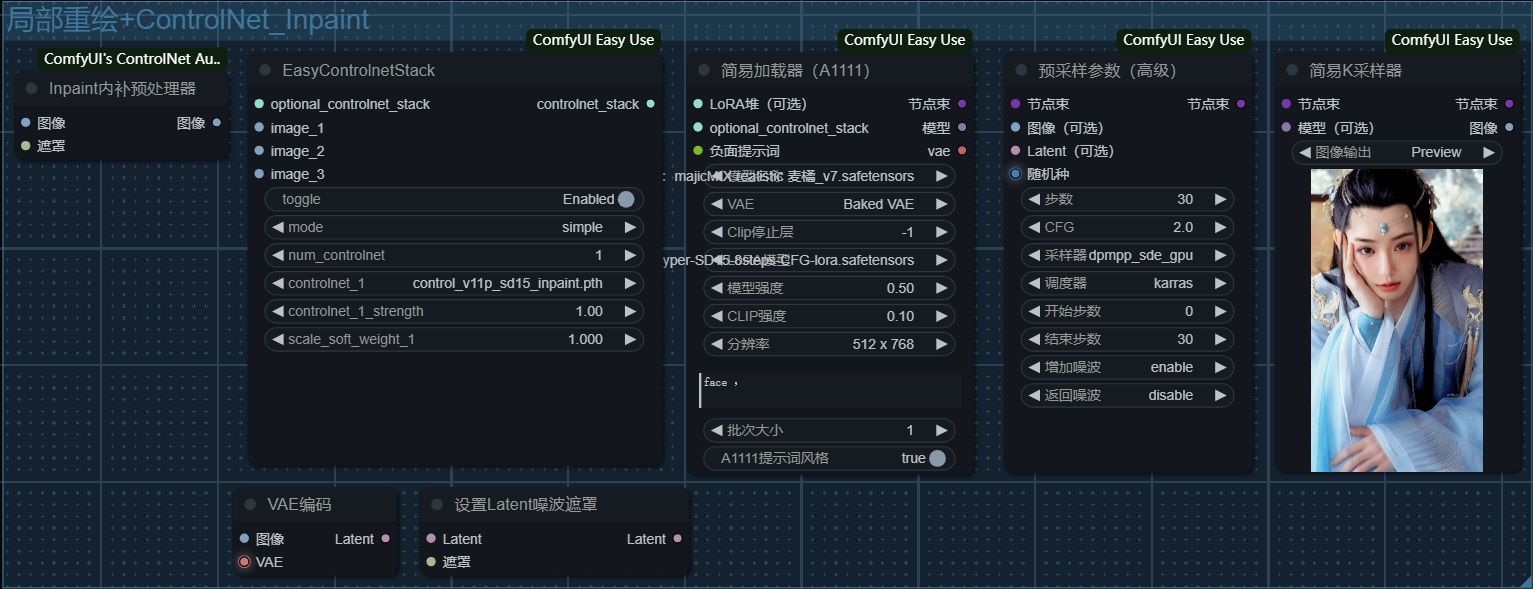 局部重绘+ControlNet_Inpaint
ComfyUI's ControlNet Au..
Inpaint内补预处理器
图像 图像
遮罩
ComfyUI Easy Use
EasyControlnetStack
optional_controlnet_stack controlnet_stack
image_1
image_2
image_3
toggle Enabled
mode simple
num_controlnet 1
controlnet_1 control_v11p_sd15_inpaint.pth
controlnet_1_strength 1.00
scale_soft_weight_1 1.000
ComfyUI Easy Use
简易加载器（A1111）
LoRA堆（可选） 节点束
optional_controlnet_stack 模型
负面提示词 vae
: majicMIX realistic 麦橘_v7.safetensors
VAE Baked VAE
Clip停止层 -1
yper-SD15-8steps-CFG-lora.safetensors
模型强度 0.50
CLIP强度 0.10
分辨率 512 x 768
face ,
批次大小 1
A1111提示词风格 true
ComfyUI Easy Use
预采样参数（高级）
节点束 节点束
图像（可选）
Latent（可选）
随机种
步数 30
CFG 2.0
采样器 dpmpp_sde_gpu
调度器 karras
开始步数 0
结束步数 30
增加噪波 enable
返回噪波 disable
ComfyUI Easy Use
简易K采样器
节点束 节点束
模型（可选） 图像
图像输出 Preview
VAE编码
图像 Latent
VAE
设置Latent噪波遮罩
Latent Latent
遮罩